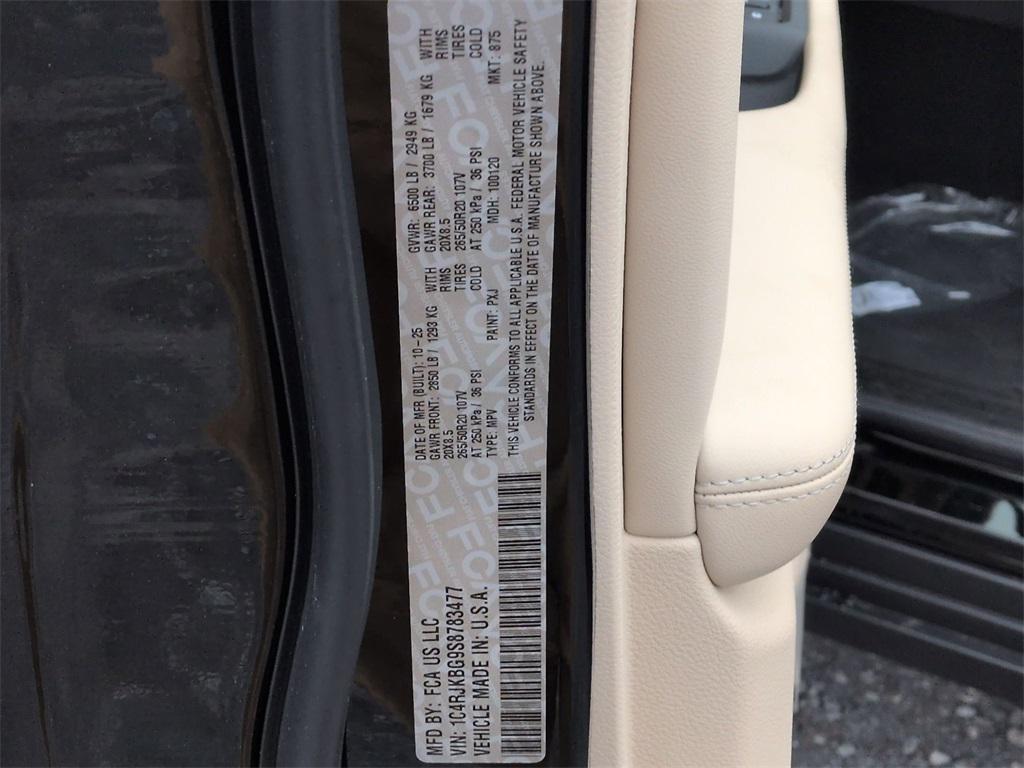 MFD BY: FCA US LLC
VIN: 1C4RJKBG9S8783477
VEHICLE MADE IN: U.S.A.
DATE OF MFR (BUILT): 10-25 GVWR: 6500 LB / 2949 KG
GAWR FRONT: 2850 LB / 1293 KG WITH GAWR REAR: 3700 LB / 1679 KG WITH
20X8.5 RIMS 20X8.5 RIMS
265/50R20 107V TIRES 265/50R20 107V TIRES
AT 250 kPa / 36 PSI COLD AT 250 kPa / 36 PSI COLD
TYPE: MPV PAINT: PXJ MDH: 100120 MKT: 875
THIS VEHICLE CONFORMS TO ALL APPLICABLE U.S.A. FEDERAL MOTOR VEHICLE SAFETY
STANDARDS IN EFFECT ON THE DATE OF MANUFACTURE SHOWN ABOVE.